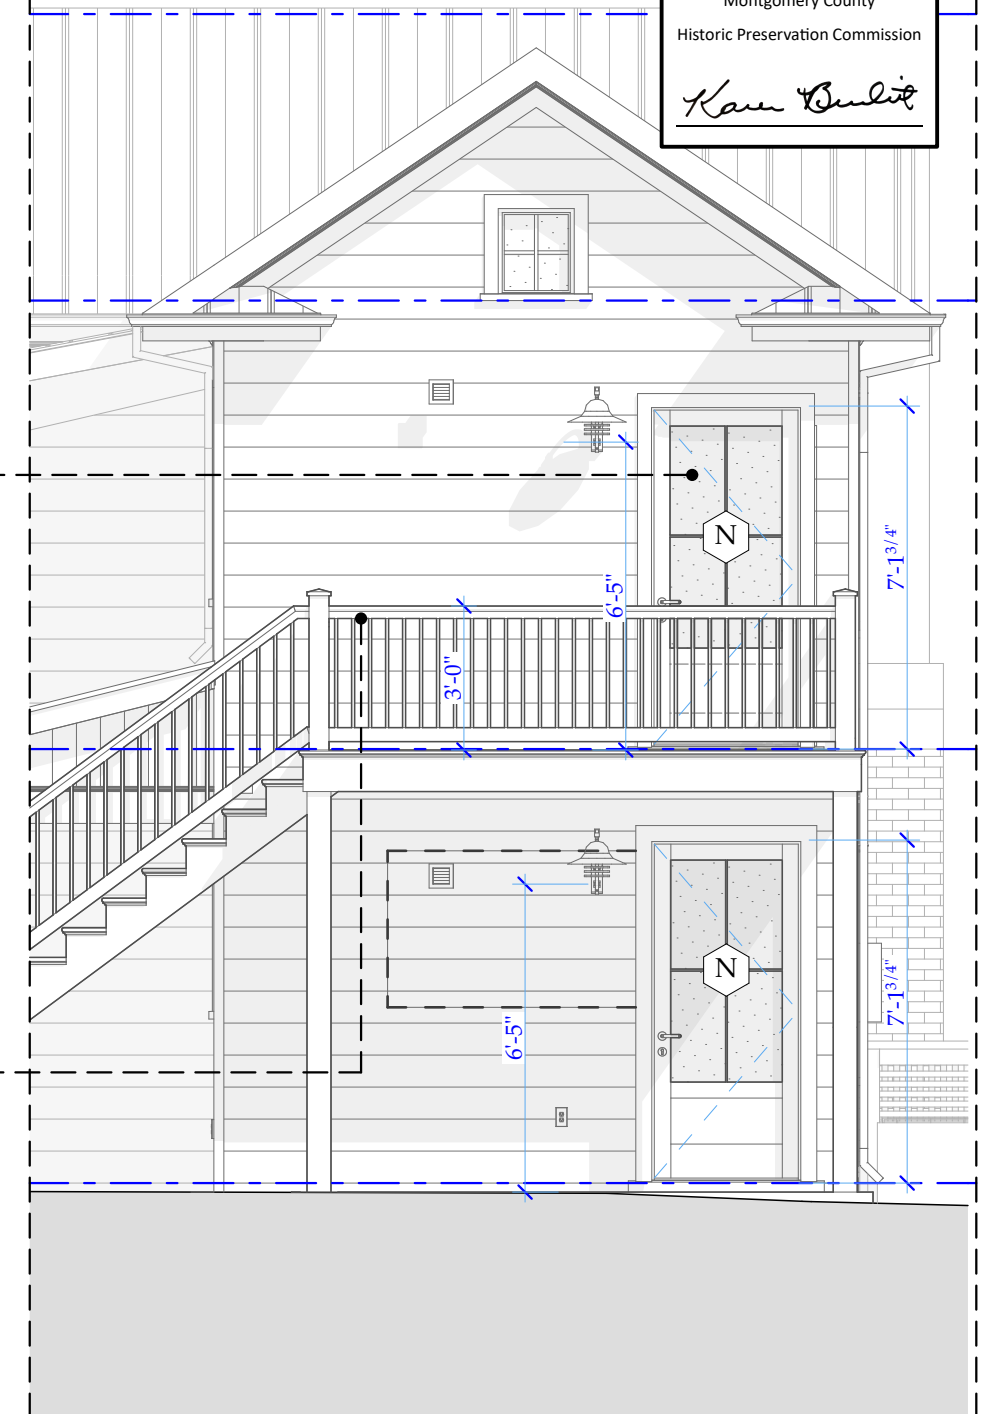 Montgomery County
Historic Preservation Commission
N
7'-1 3/4"
6'-5"
3'-0"
N
7'-1 3/4"
6'-5"